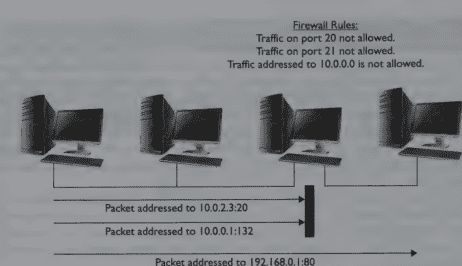 Firewall Rules:
Traffic on port 20 not allowed.
Traffic on port 21 not allowed.
Traffic addressed to 10.0.0.0 is not allowed.
Packet addressed to 10.0.2.3:20
Packet addressed to 10.0.0.1:132
Packet addressed to 192.168.0.1:80